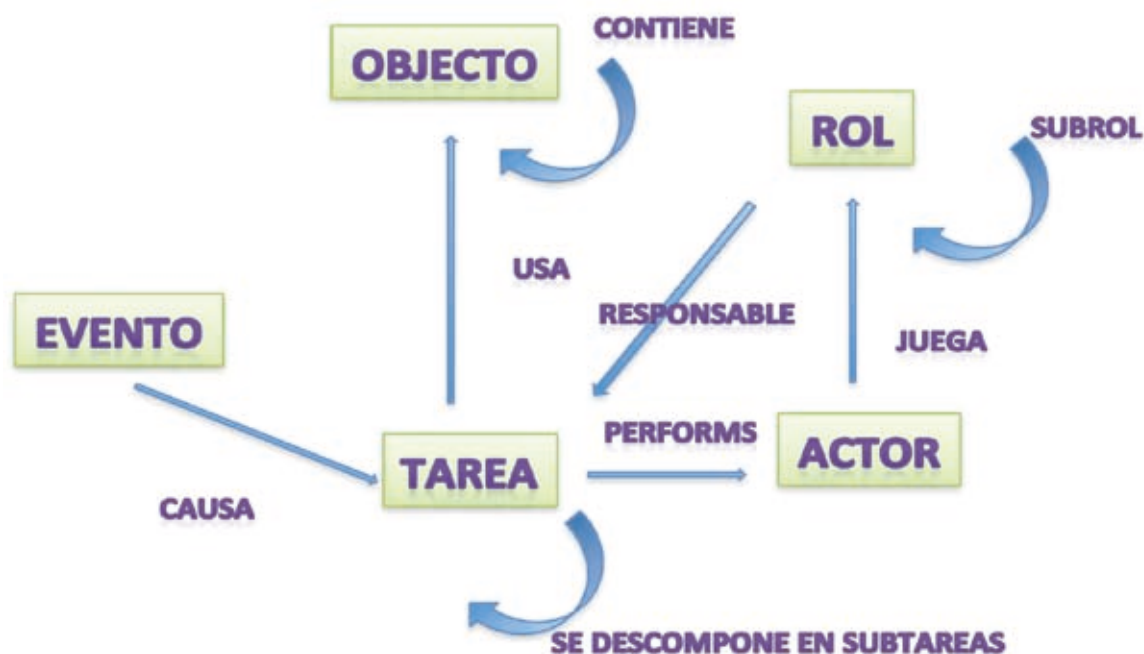 CONTIENE
OBJECTO
ROL
SUBROL
USA
RESPONSABLE
EVENTO
JUEGA
PERFORMS
TAREA
ACTOR
CAUSA
SE DESCOMPONE EN SUBTAREAS